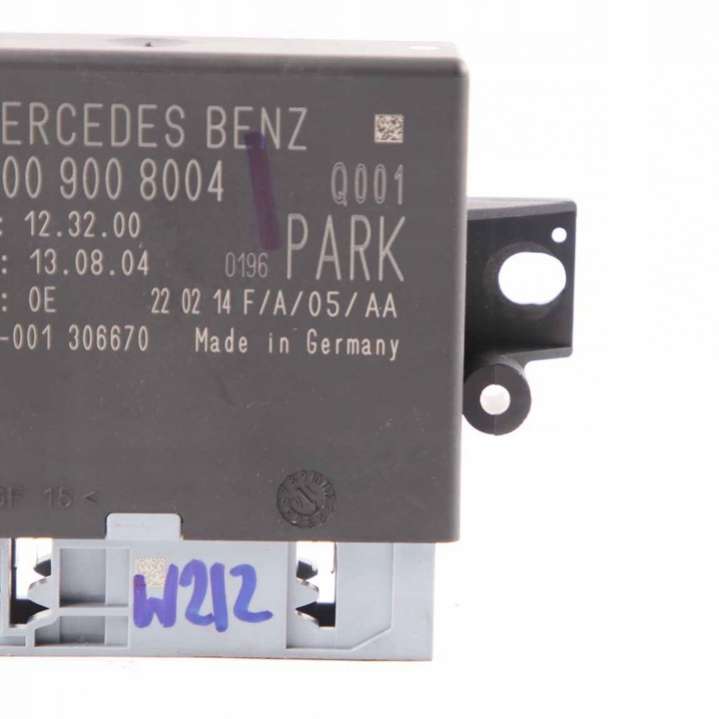 ERCEDES BENZ
00 900 8004 Q001
: 12.32.00
: 13.08.04 0196 PARK
: 0E 22 02 14 F/A/05/AA
-001 306670 Made in Germany
F 15 <
W212